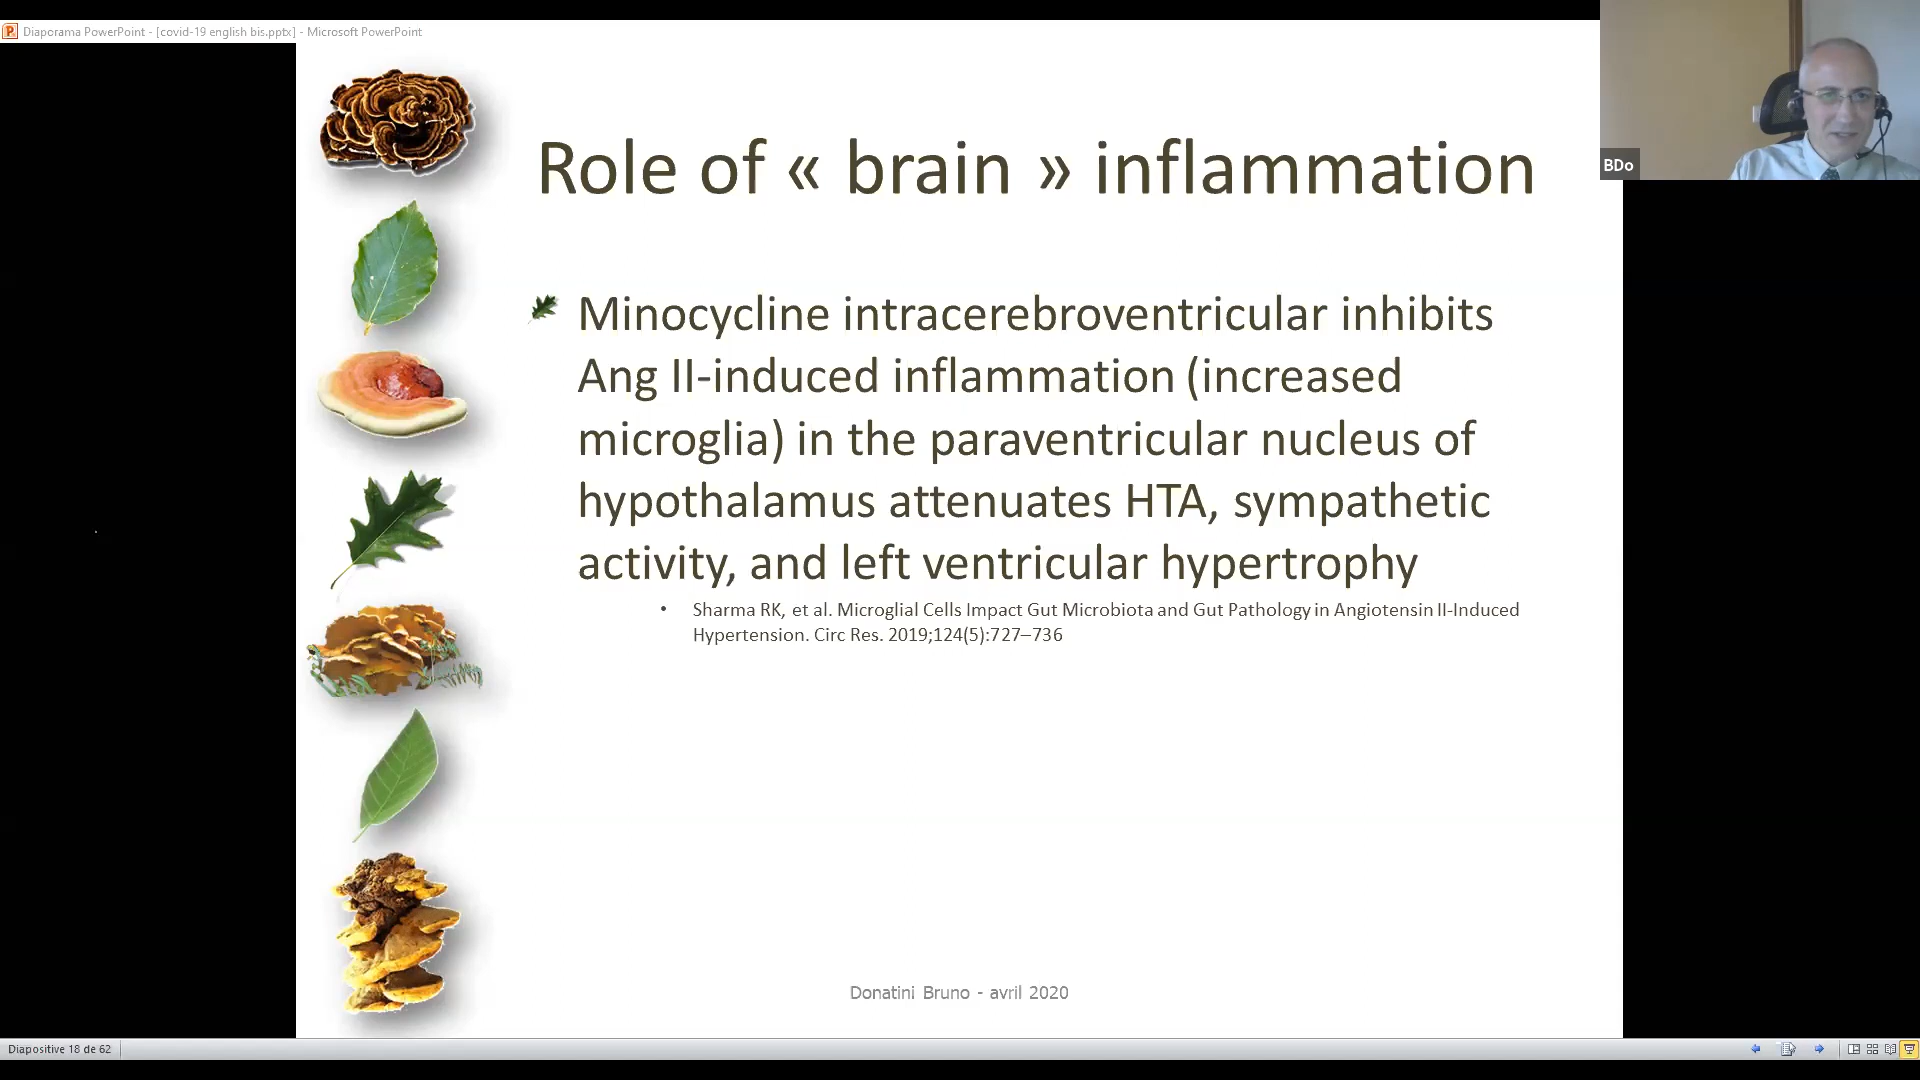 Diaporama PowerPoint - [covid-19 english bis.pptx] - Microsoft PowerPoint
BDo
Role of « brain » inflammation
Minocycline intracerebroventricular inhibits
Ang II-induced inflammation (increased
microglia) in the paraventricular nucleus of
hypothalamus attenuates HTA, sympathetic
activity, and left ventricular hypertrophy
• Sharma RK, et al. Microglial Cells Impact Gut Microbiota and Gut Pathology in Angiotensin II-Induced
Hypertension. Circ Res. 2019;124(5):727–736
Donatini Bruno - avril 2020
Diapositive 18 de 62